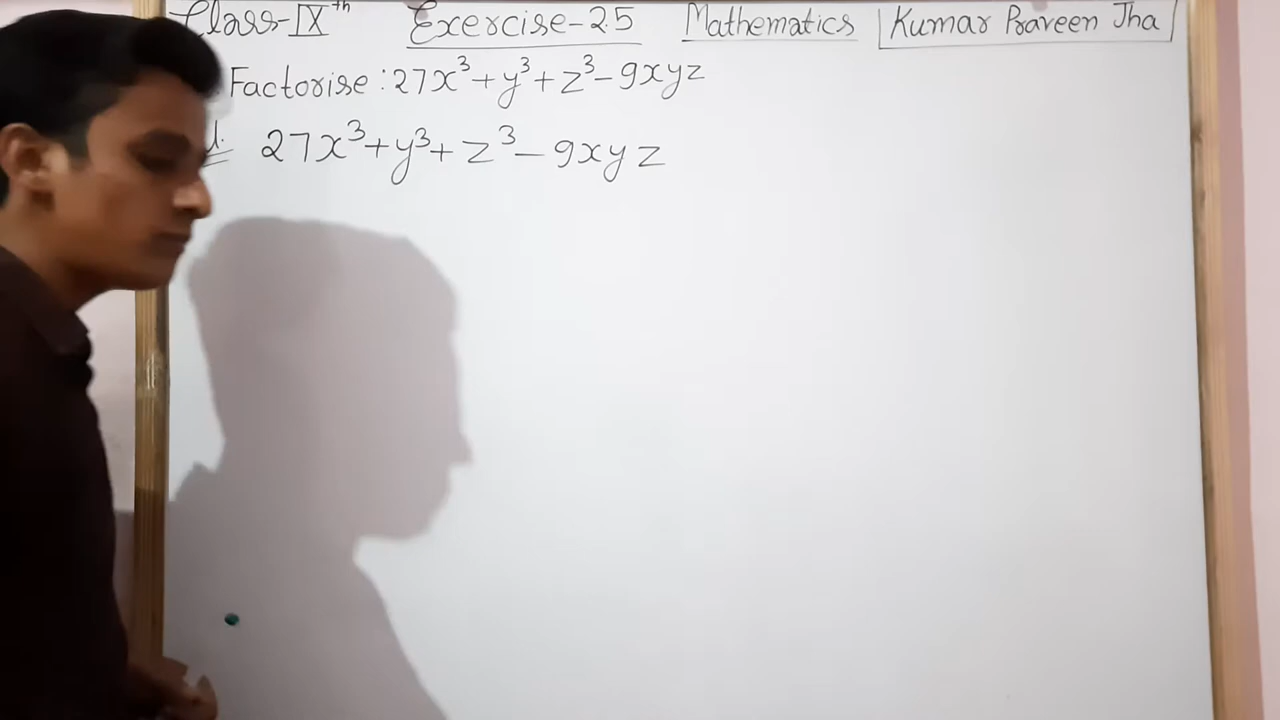 Class-IXth Exercise-2.5 Mathematics Kumar Praveen Jha
Factorise : 27x³+y³+z³-9xyz
27x³+y³+z³-9xyz